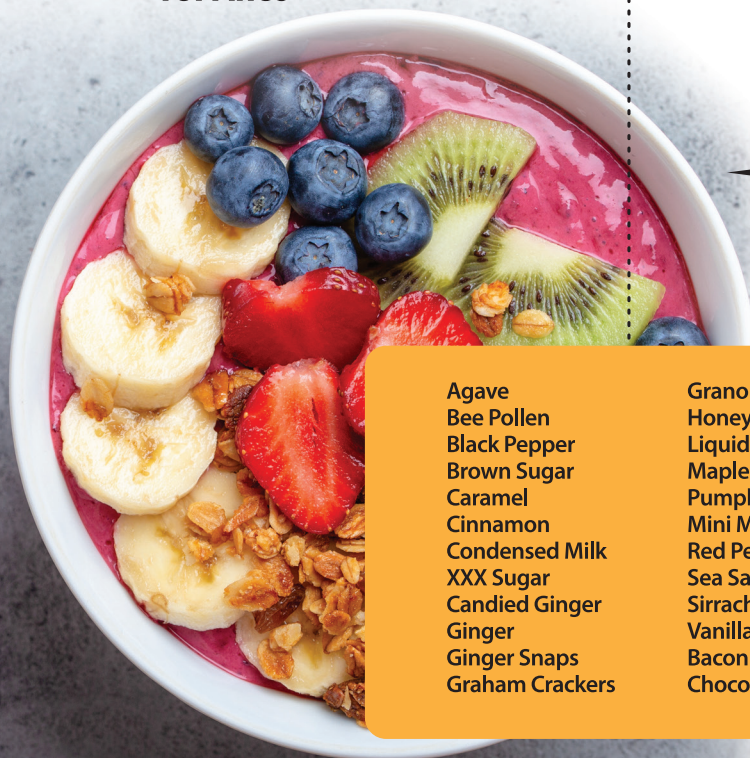 Agave
Bee Pollen
Black Pepper
Brown Sugar
Caramel
Cinnamon
Condensed Milk
XXX Sugar
Candied Ginger
Ginger
Ginger Snaps
Graham Crackers
Grano
Honey
Liquid
Maple
Pumpl
Mini M
Red Pe
Sea Sa
Sirrach
Vanilla
Bacon
Choco